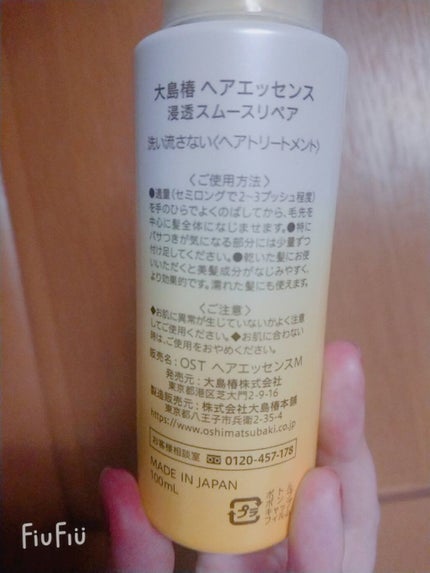 大島椿 ヘアエッセンス
浸透スムースリペア
洗い流さない〈ヘアトリートメント〉
〈ご使用方法〉
●適量(セミロングで2~3プッシュ程度)
を手のひらでよくのばしてから、毛先を
中心に髪全体になじませます。●特に
パサつきが気になる部分には少量ずつ
付け足してください。●乾いた髪にお使
いいただくと美髪成分がなじみやすく、
より効果的です。濡れた髪にも使えます。
〈ご注意〉
◆お肌に異常が生じていないかよく注意
してご使用ください。◆お肌に合わない
時は、ご使用をおやめください。
販売名:OST ヘアエッセンスM
発売元:大島椿株式会社
東京都港区芝大門2-9-16
製造販売元:株式会社大島椿本舗
東京都八王子市兵衛2-35-4
https://www.oshimatsubaki.co.jp
お客様相談室 0120-457-178
MADE IN JAPAN
100mL
プラ
FiuFiu